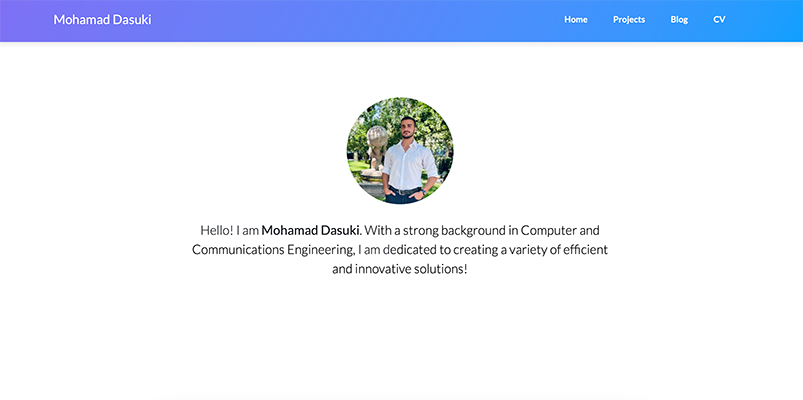 Mohamad Dasuki
Home Projects Blog CV
Hello! I am Mohamad Dasuki. With a strong background in Computer and
Communications Engineering, I am dedicated to creating a variety of efficient
and innovative solutions!